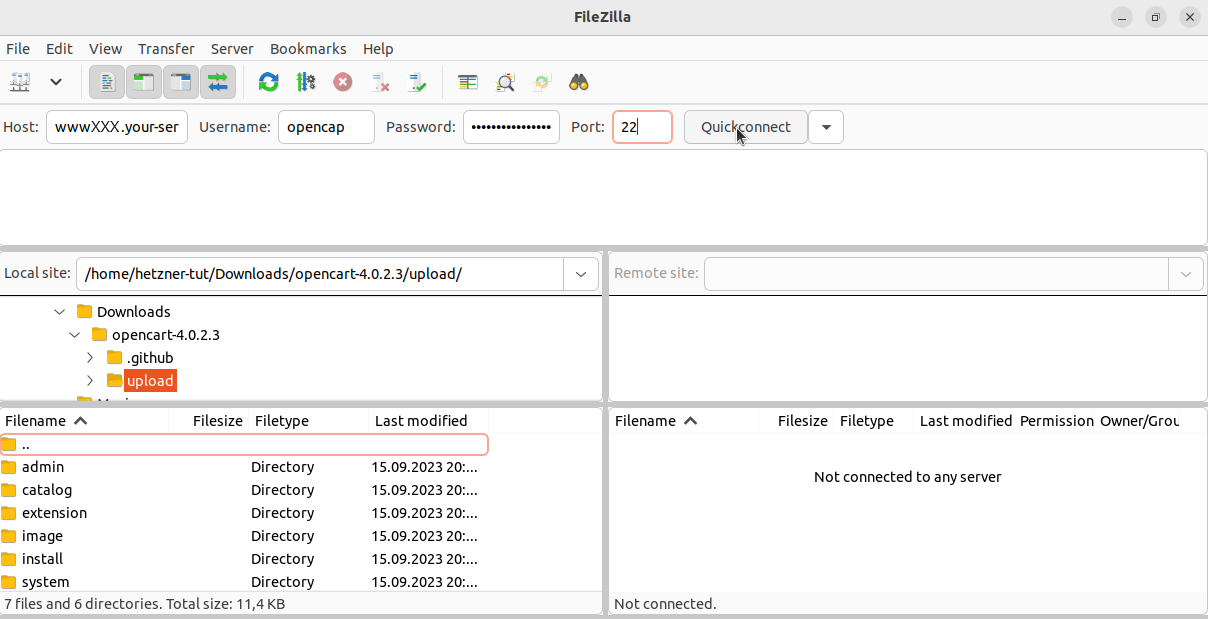 FileZilla
File Edit View Transfer Server Bookmarks Help
Host: wwwXXX.your-ser Username: opencap Password: •••••••••••••••• Port: 22 Quickconnect
Local site: /home/hetzner-tut/Downloads/opencart-4.0.2.3/upload/ Remote site:
Downloads
opencart-4.0.2.3
.github
upload
Filename Filesize Filetype Last modified Filename Filesize Filetype Last modified Permission Owner/Grou
..
admin Directory 15.09.2023 20:...
Not connected to any server
catalog Directory 15.09.2023 20:...
extension Directory 15.09.2023 20:...
image Directory 15.09.2023 20:...
install Directory 15.09.2023 20:...
system Directory 15.09.2023 20:...
7 files and 6 directories. Total size: 11,4 KB Not connected.